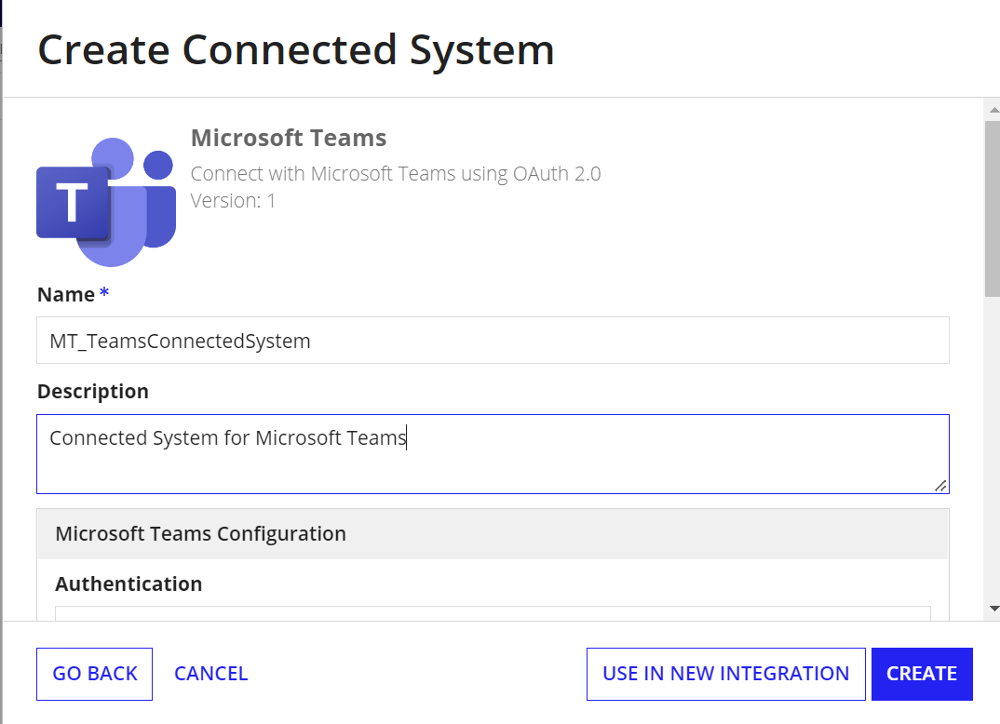 Create Connected System
T
Microsoft Teams
Connect with Microsoft Teams using OAuth 2.0
Version: 1
Name *
MT_TeamsConnectedSystem
Description
Connected System for Microsoft Teams
Microsoft Teams Configuration
Authentication
GO BACK CANCEL USE IN NEW INTEGRATION CREATE